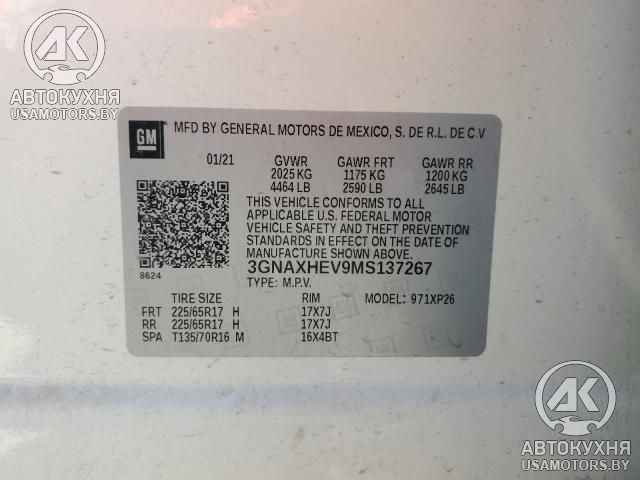 АВТОКУХНЯ
USAMOTORS.BY
GM
MFD BY GENERAL MOTORS DE MEXICO, S. DE R.L. DE C.V
01/21 GVWR GAWR FRT GAWR RR
2025 KG 1175 KG 1200 KG
4464 LB 2590 LB 2645 LB
THIS VEHICLE CONFORMS TO ALL
APPLICABLE U.S. FEDERAL MOTOR
VEHICLE SAFETY AND THEFT PREVENTION
STANDARDS IN EFFECT ON THE DATE OF
MANUFACTURE SHOWN ABOVE.
8624 3GNAXHEV9MS137267
TYPE: M.P.V.
TIRE SIZE RIM MODEL: 971XP26
FRT 225/65R17 H 17X7J
RR 225/65R17 H 17X7J
SPA T135/70R16 M 16X4BT
AK
АВТОКУХНЯ
USAMOTORS.BY